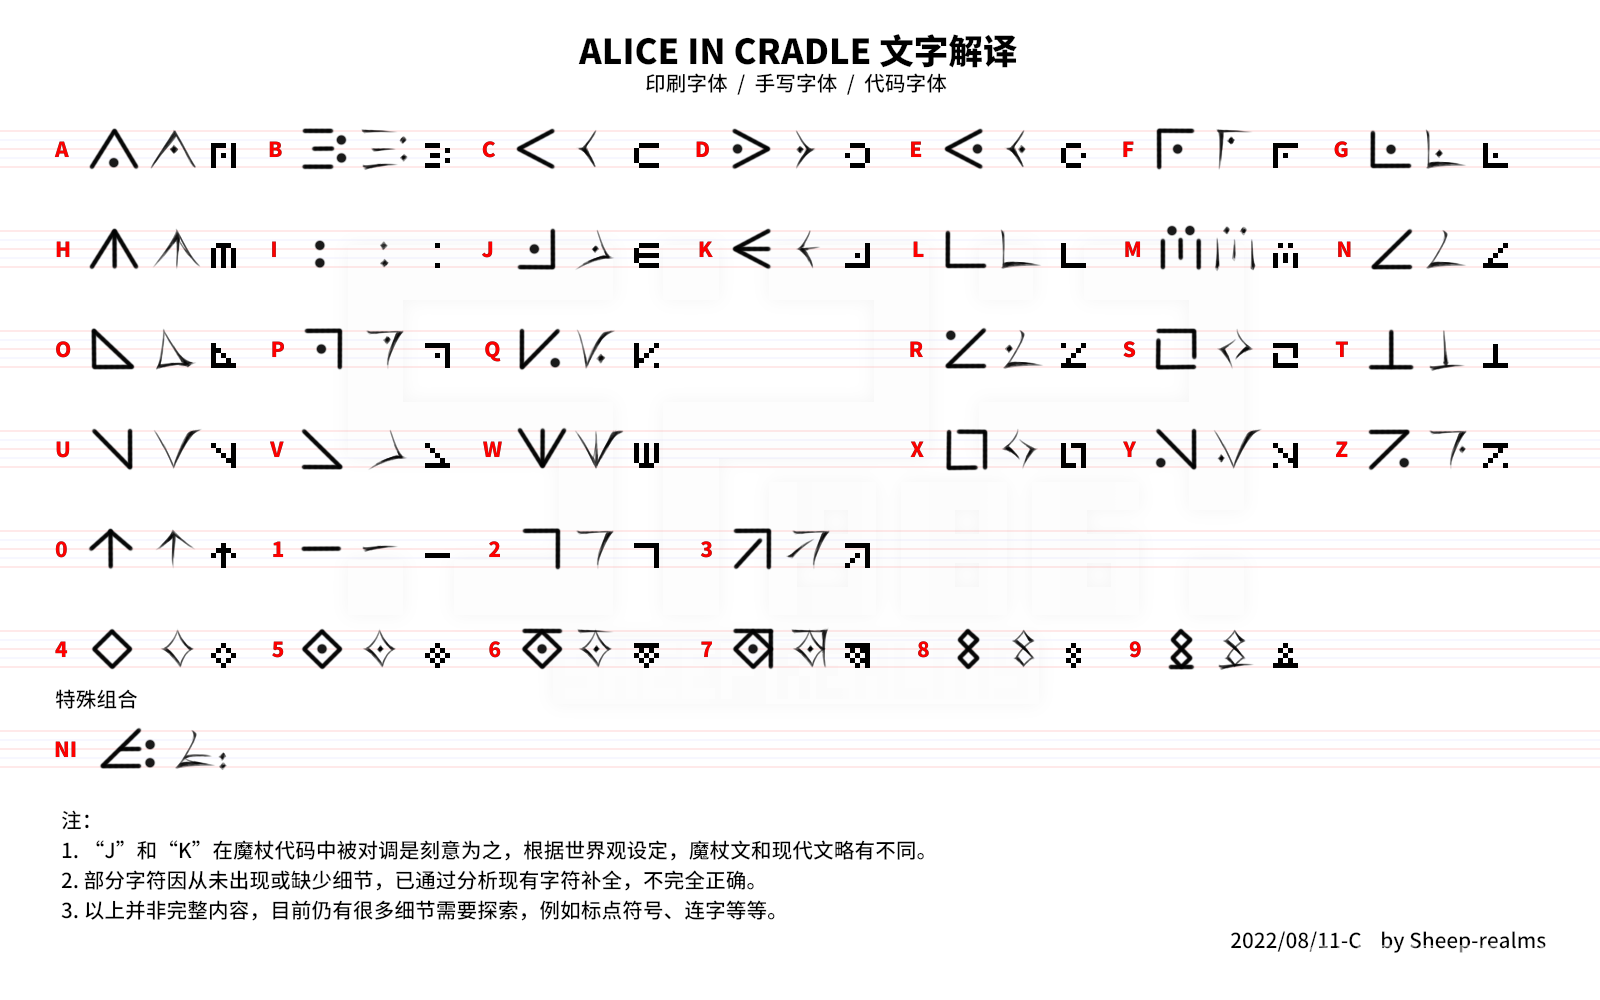 ALICE IN CRADLE 文字解译
印刷字体 / 手写字体 / 代码字体
A B C D E F G
H I J K L M N
O P Q R S T
U V W X Y Z
0 1 2 3
4 5 6 7 8 9
特殊组合
NI
注：
1. “J”和“K”在魔杖代码中被对调是刻意为之，根据世界观设定，魔杖文和现代文略有不同。
2. 部分字符因从未出现或缺少细节，已通过分析现有字符补全，不完全正确。
3. 以上并非完整内容，目前仍有很多细节需要探索，例如标点符号、连字等等。
2022/08/11-C by Sheep-realms